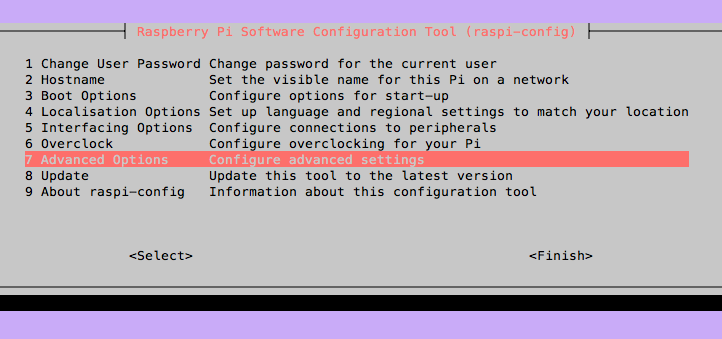 Raspberry Pi Software Configuration Tool (raspi-config)
1 Change User Password Change password for the current user
2 Hostname Set the visible name for this Pi on a network
3 Boot Options Configure options for start-up
4 Localisation Options Set up language and regional settings to match your location
5 Interfacing Options Configure connections to peripherals
6 Overclock Configure overclocking for your Pi
7 Advanced Options Configure advanced settings
8 Update Update this tool to the latest version
9 About raspi-config Information about this configuration tool
<Select> <Finish>